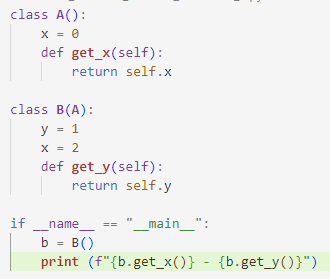 class A():
    x = 0
    def get_x(self):
        return self.x
class B(A):
    y = 1
    x = 2
    def get_y(self):
        return self.y
if __name__ == "__main__":
    b = B()
    print (f"{b.get_x()} - {b.get_y()}")